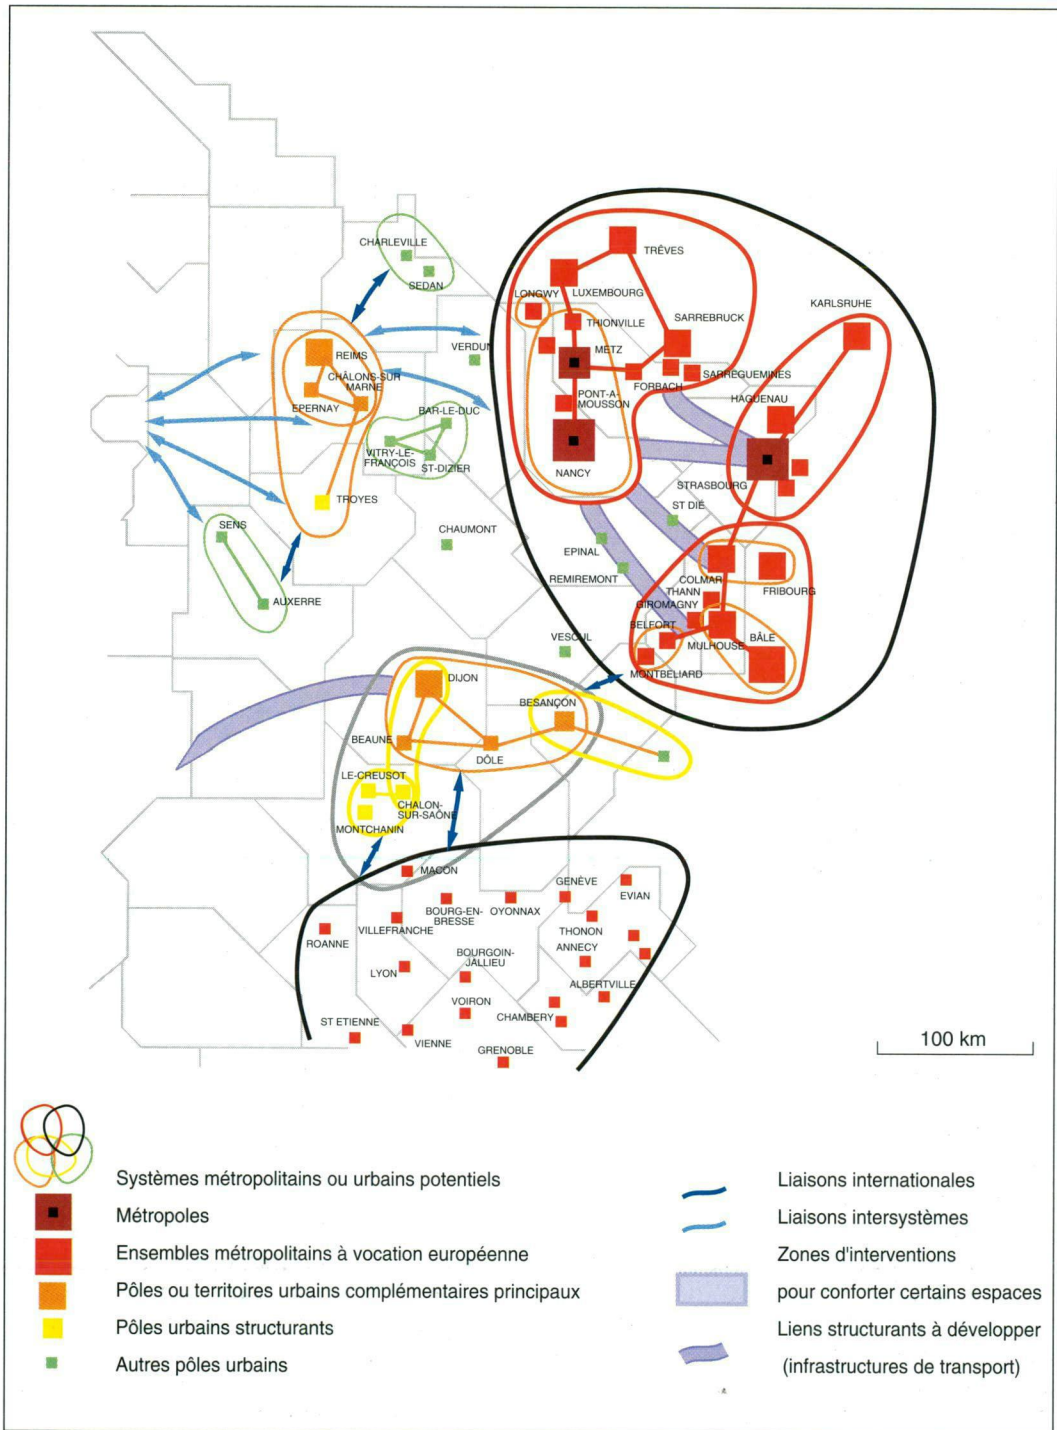 CHARLEVILLE
SEDAN
TRÊVES
LONGWY
LUXEMBOURG
KARLSRUHE
THIONVILLE
SARREBRUCK
VERDUN
METZ
REIMS
CHÂLONS-SUR
MARNE
EPERNAY
SARREGUEMINES
FORBACH
PONT-A-
MOUSSON
HAGUENAU
BAR-LE-DUC
VITRY-LE-
FRANÇOIS
ST-DIZIER
NANCY
STRASBOURG
TROYES
ST DIÉ
SENS
CHAUMONT
EPINAL
REMIREMONT
COLMAR
THANN
FRIBOURG
GIROMAGNY
AUXERRE
BELFORT
MULHOUSE
BÂLE
VESOUL
MONTBÉLIARD
DIJON
BESANÇON
BEAUNE
DÔLE
LE-CREUSOT
CHALON-
SUR-SAÔNE
MONTCHANIN
MACON
GENÈVE
EVIAN
BOURG-EN-
BRESSE
OYONNAX
VILLEFRANCHE
THONON
ROANNE
ANNECY
BOURGOIN-
JALLIEU
LYON
ALBERTVILLE
VOIRON
CHAMBERY
ST ETIENNE
VIENNE
GRENOBLE
100 km
Systèmes métropolitains ou urbains potentiels
Métropoles
Ensembles métropolitains à vocation européenne
Pôles ou territoires urbains complémentaires principaux
Pôles urbains structurants
Autres pôles urbains
Liaisons internationales
Liaisons intersystèmes
Zones d'interventions
pour conforter certains espaces
Liens structurants à développer
(infrastructures de transport)